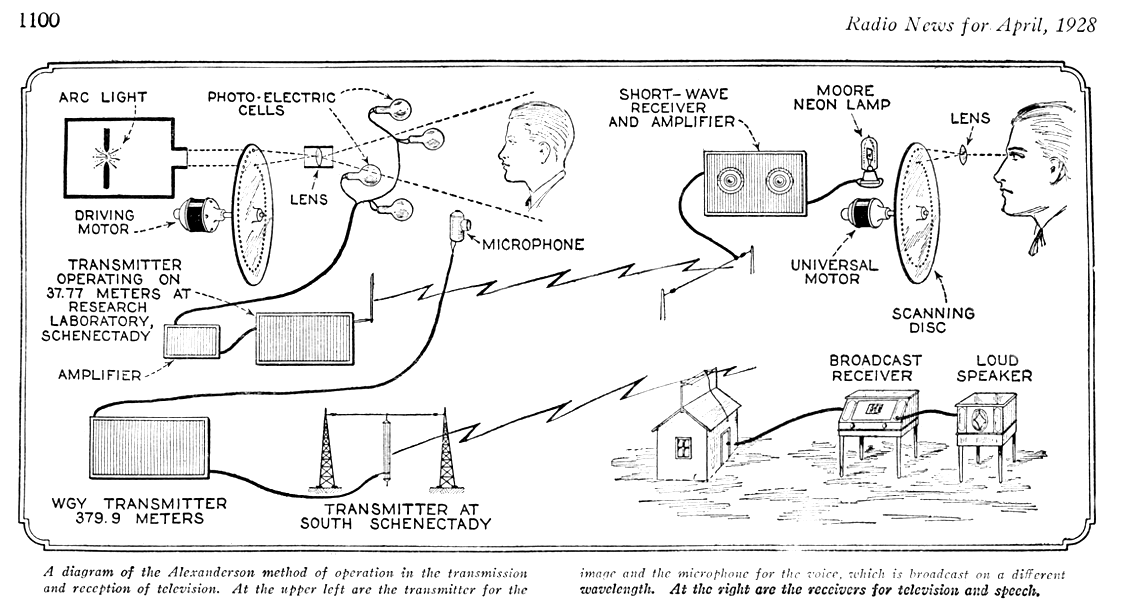 1100
Radio News for April, 1928
ARC LIGHT
PHOTO-ELECTRIC
CELLS
LENS
DRIVING
MOTOR
MICROPHONE
TRANSMITTER
OPERATING ON
37.77 METERS AT
RESEARCH
LABORATORY,
SCHENECTADY
AMPLIFIER
WGY TRANSMITTER
379.9 METERS
TRANSMITTER AT
SOUTH SCHENECTADY
SHORT-WAVE
RECEIVER
AND AMPLIFIER
MOORE
NEON LAMP
LENS
UNIVERSAL
MOTOR
SCANNING
DISC
BROADCAST
RECEIVER
LOUD
SPEAKER
A diagram of the Alexanderson method of operation in the transmission
and reception of television. At the upper left are the transmitter for the
image and the microphone for the voice, which is broadcast on a different
wavelength. At the right are the receivers for television and speech.